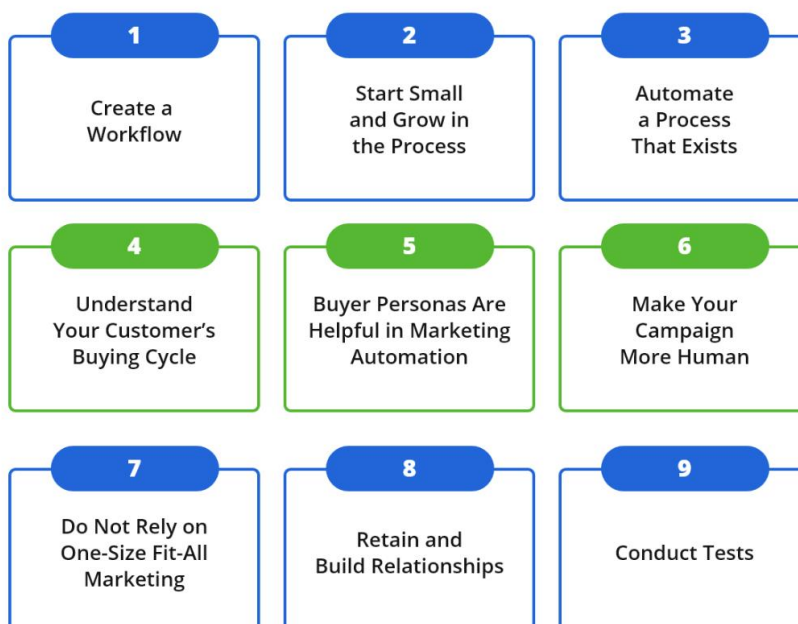 1
Create a
Workflow
2
Start Small
and Grow in
the Process
3
Automate
a Process
That Exists
4
Understand
Your Customer’s
Buying Cycle
5
Buyer Personas Are
Helpful in Marketing
Automation
6
Make Your
Campaign
More Human
7
Do Not Rely on
One-Size Fit-All
Marketing
8
Retain and
Build Relationships
9
Conduct Tests